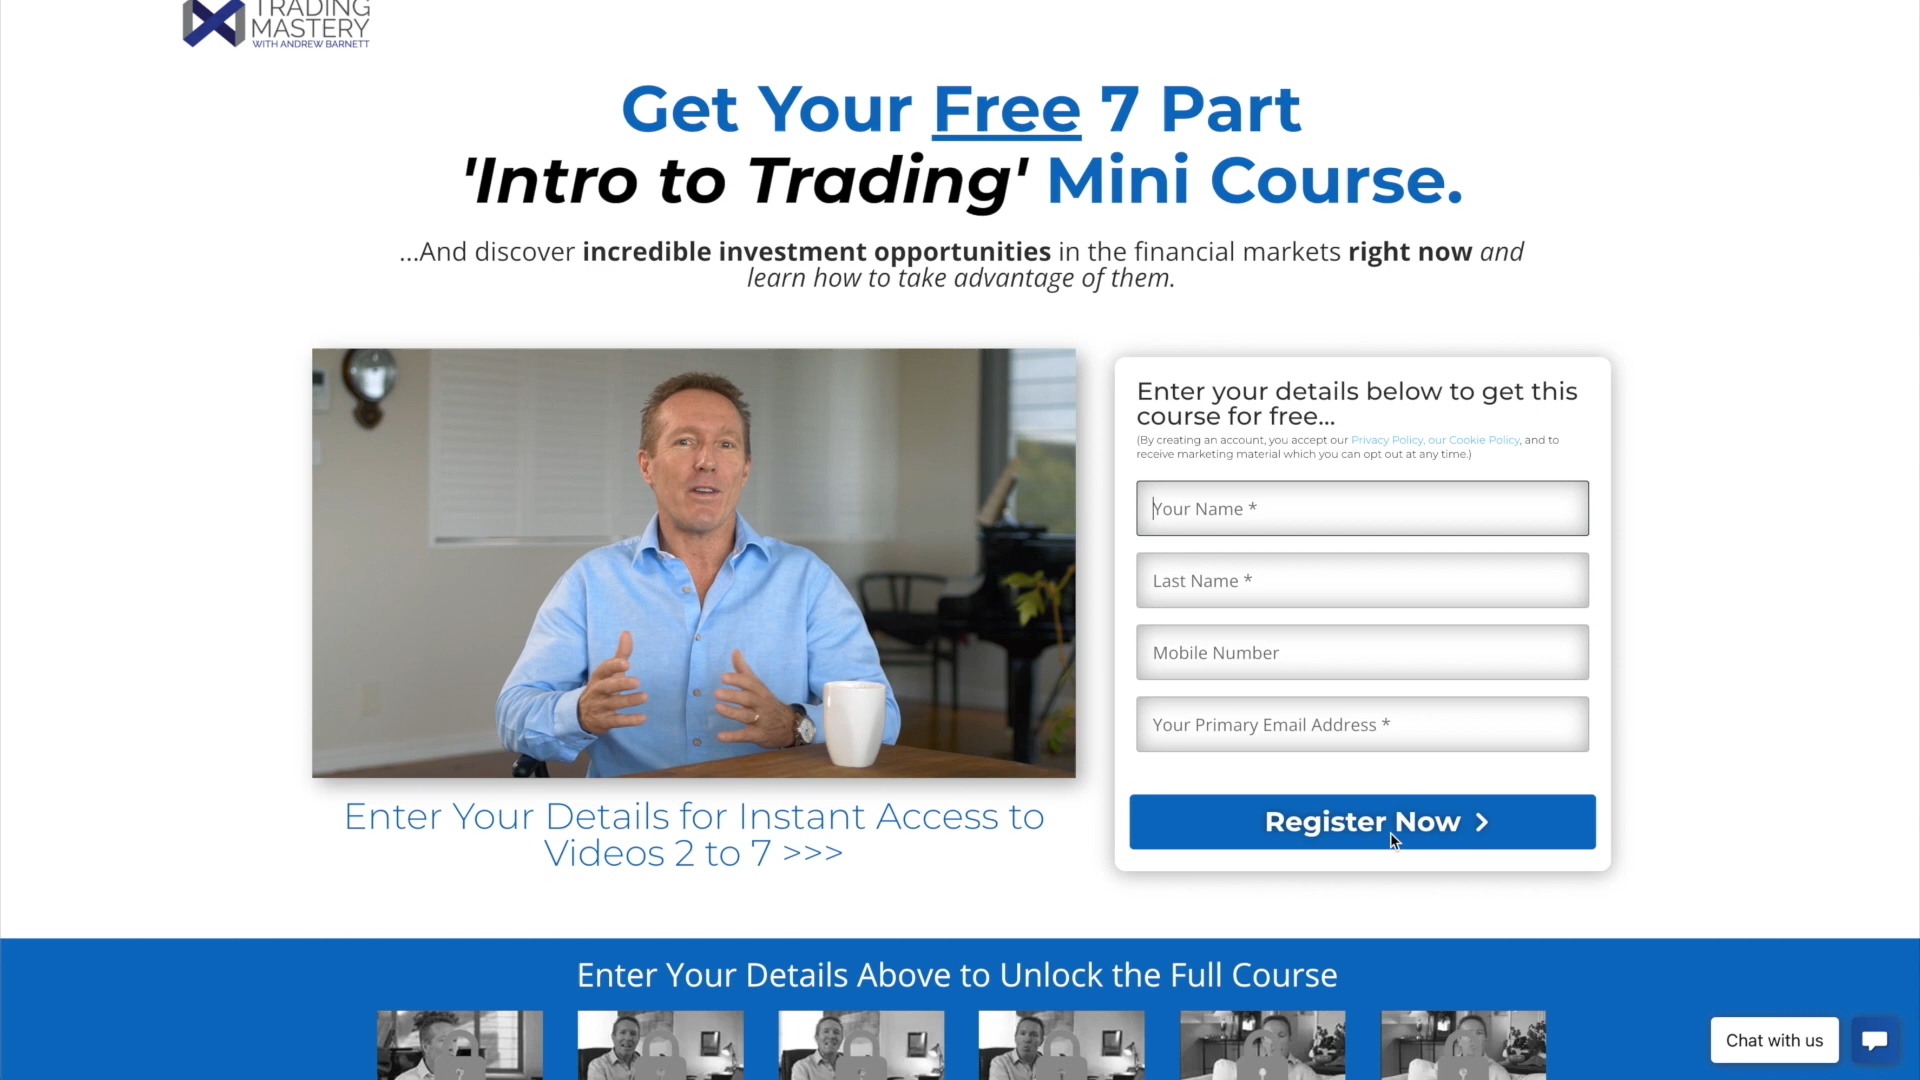 TRADING
MASTERY
WITH ANDREW BARNETT
Get Your Free 7 Part
'Intro to Trading' Mini Course.
...And discover incredible investment opportunities in the financial markets right now and
learn how to take advantage of them.
Enter your details below to get this
course for free...
(By creating an account, you accept our Privacy Policy, our Cookie Policy, and to
receive marketing material which you can opt out at any time.)
Your Name *
Last Name *
Mobile Number
Your Primary Email Address *
Register Now
Enter Your Details for Instant Access to
Videos 2 to 7 >>>
Enter Your Details Above to Unlock the Full Course
Chat with us